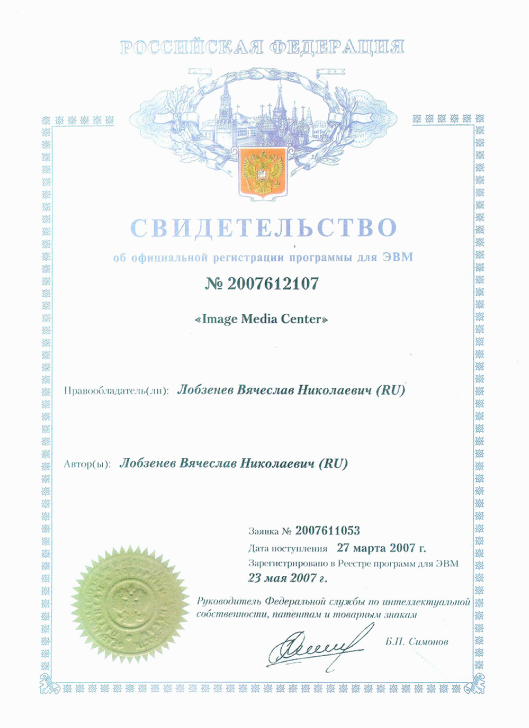 РОССИЙСКАЯ ФЕДЕРАЦИЯ
СВИДЕТЕЛЬСТВО
об официальной регистрации программы для ЭВМ
№ 2007612107
«Image Media Center»
Правообладатель(ли): Лобзенев Вячеслав Николаевич (RU)
Автор(ы): Лобзенев Вячеслав Николаевич (RU)
Заявка № 2007611053
Дата поступления 27 марта 2007 г.
Зарегистрировано в Реестре программ для ЭВМ
23 мая 2007 г.
Руководитель Федеральной службы по интеллектуальной
собственности, патентам и товарным знакам
Б.П. Симонов